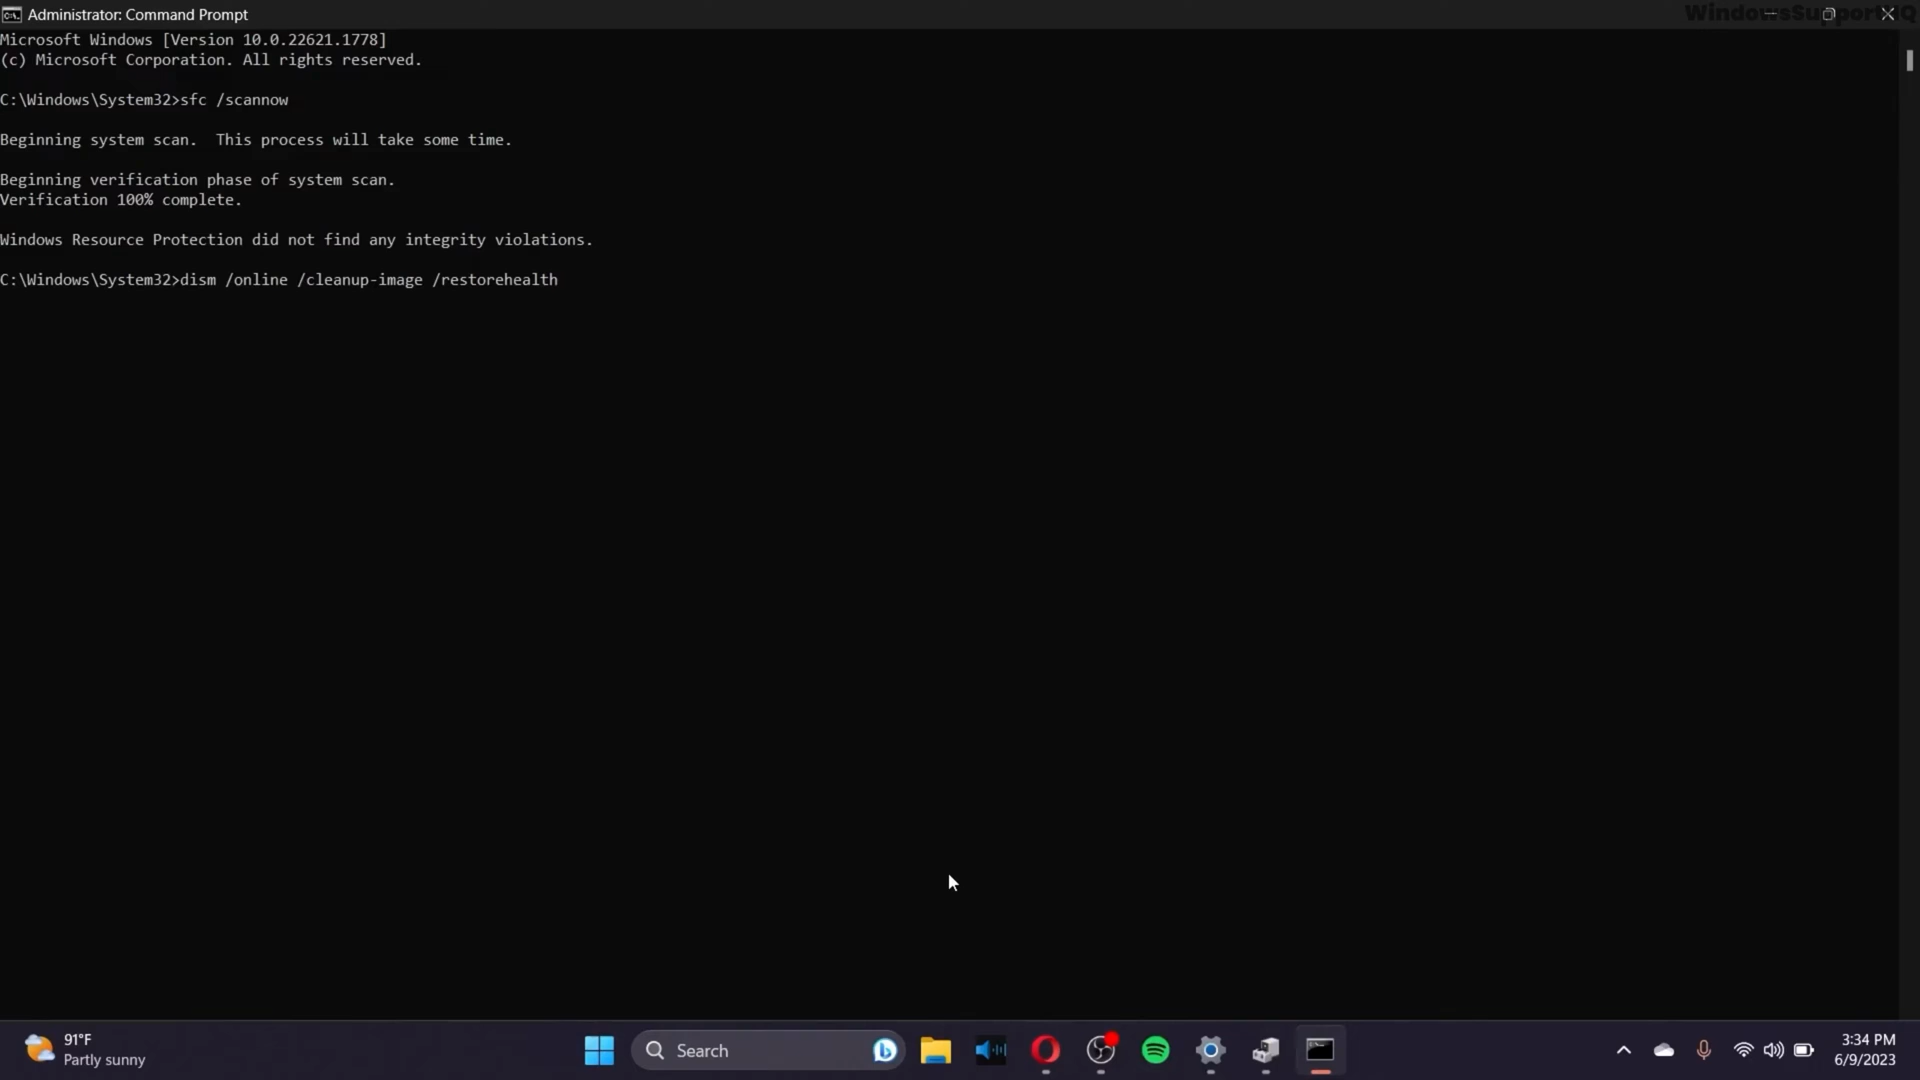 Administrator: Command Prompt
WindowsSupportHQ
Microsoft Windows [Version 10.0.22621.1778]
(c) Microsoft Corporation. All rights reserved.
C:\Windows\System32>sfc /scannow
Beginning system scan.  This process will take some time.
Beginning verification phase of system scan.
Verification 100% complete.
Windows Resource Protection did not find any integrity violations.
C:\Windows\System32>dism /online /cleanup-image /restorehealth
91°F
Partly sunny
Search
3:34 PM
6/9/2023